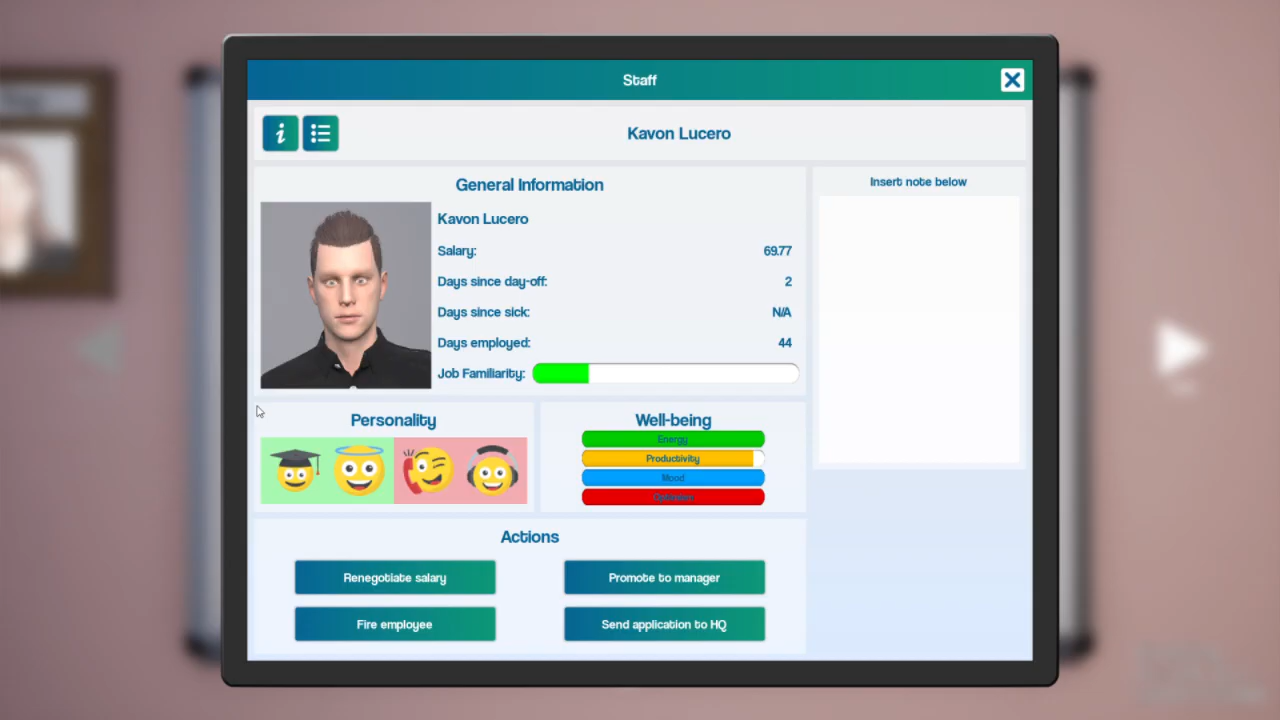 Staff
i
Kavon Lucero
General Information
Insert note below
Kavon Lucero
Salary: 69.77
Days since day-off: 2
Days since sick: N/A
Days employed: 44
Job Familiarity:
Personality
Well-being
Energy
Productivity
Mood
Optimism
Actions
Renegotiate salary
Promote to manager
Fire employee
Send application to HQ